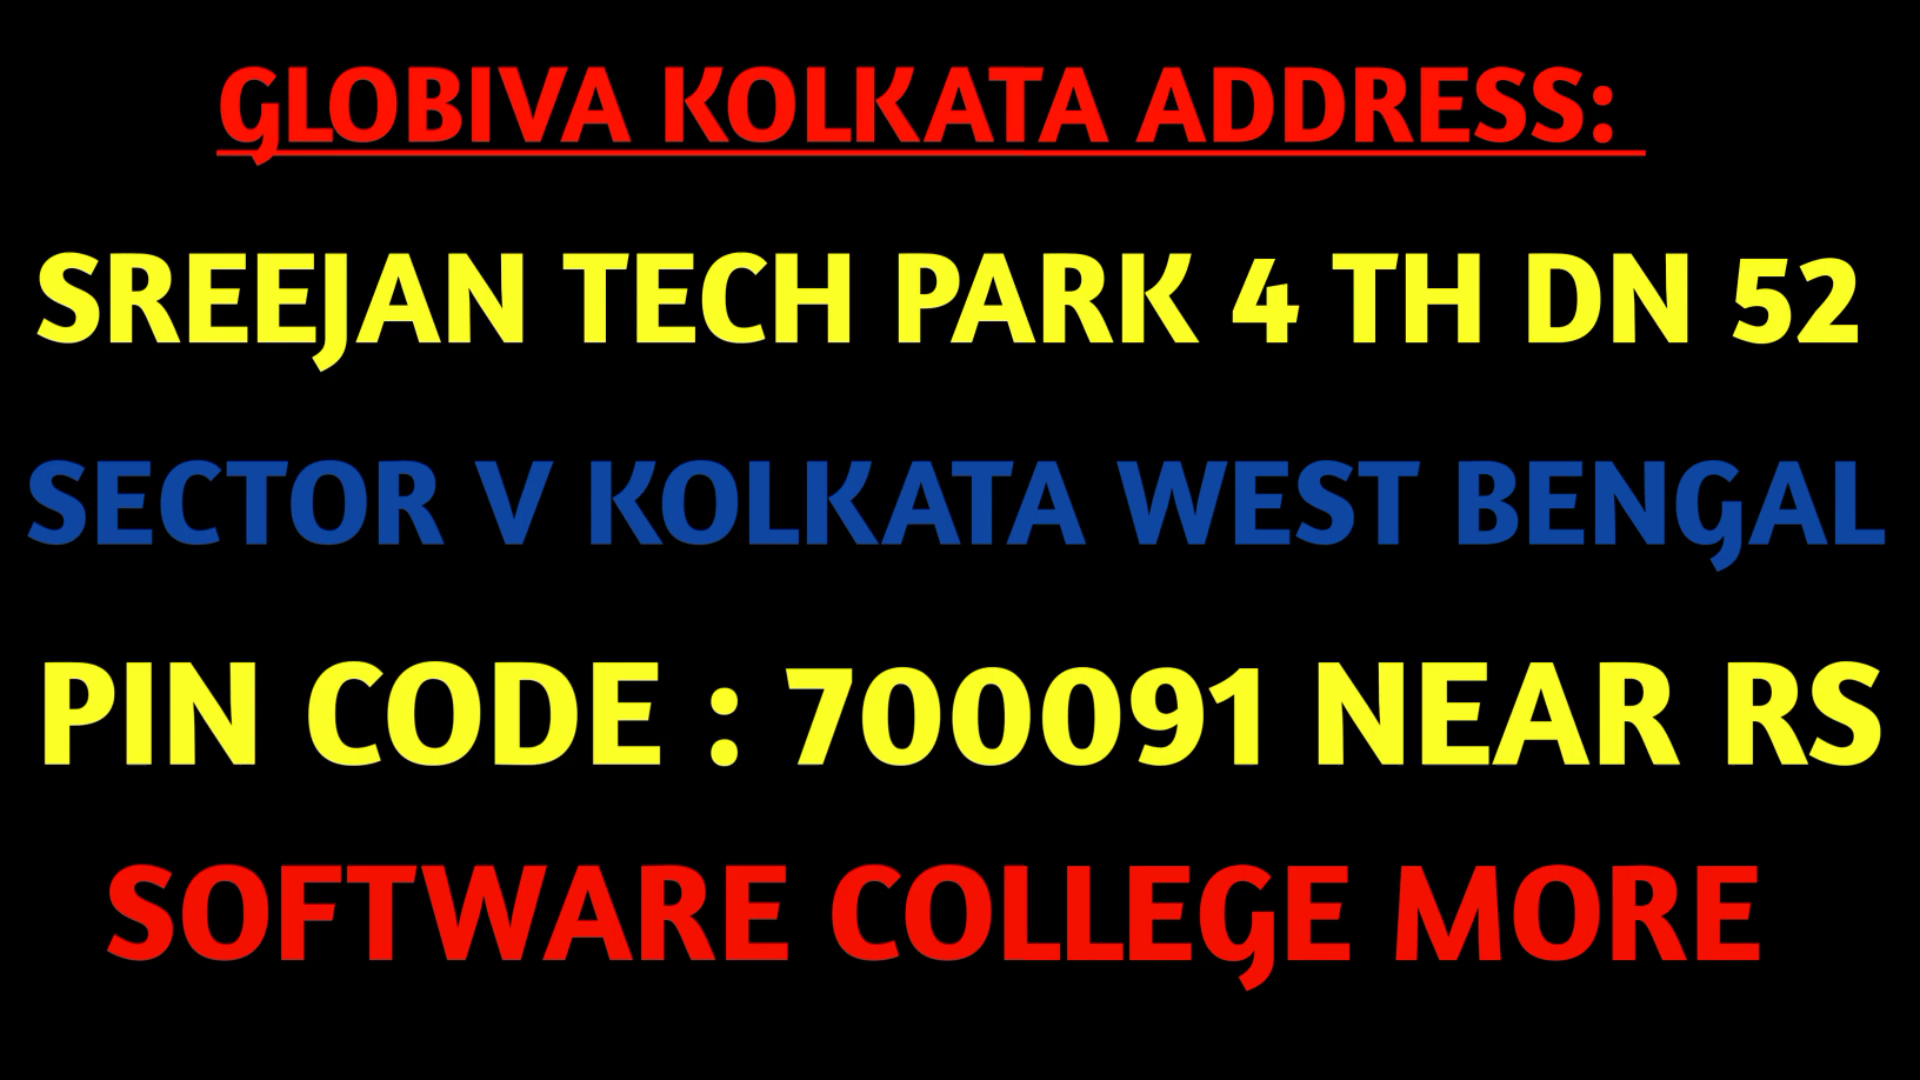 GLOBIVA KOLKATA ADDRESS:
SREEJAN TECH PARK 4 TH DN 52
SECTOR V KOLKATA WEST BENGAL
PIN CODE : 700091 NEAR RS
SOFTWARE COLLEGE MORE